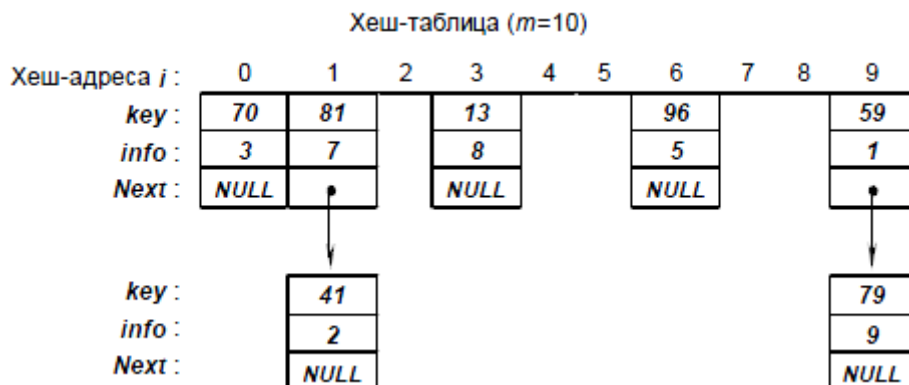 Хеш-таблица (m=10)
Хеш-адреса i : 0 1 2 3 4 5 6 7 8 9
key : 70 81 13 96 59
info : 3 7 8 5 1
Next : NULL NULL NULL
key : 41 79
info : 2 9
Next : NULL NULL